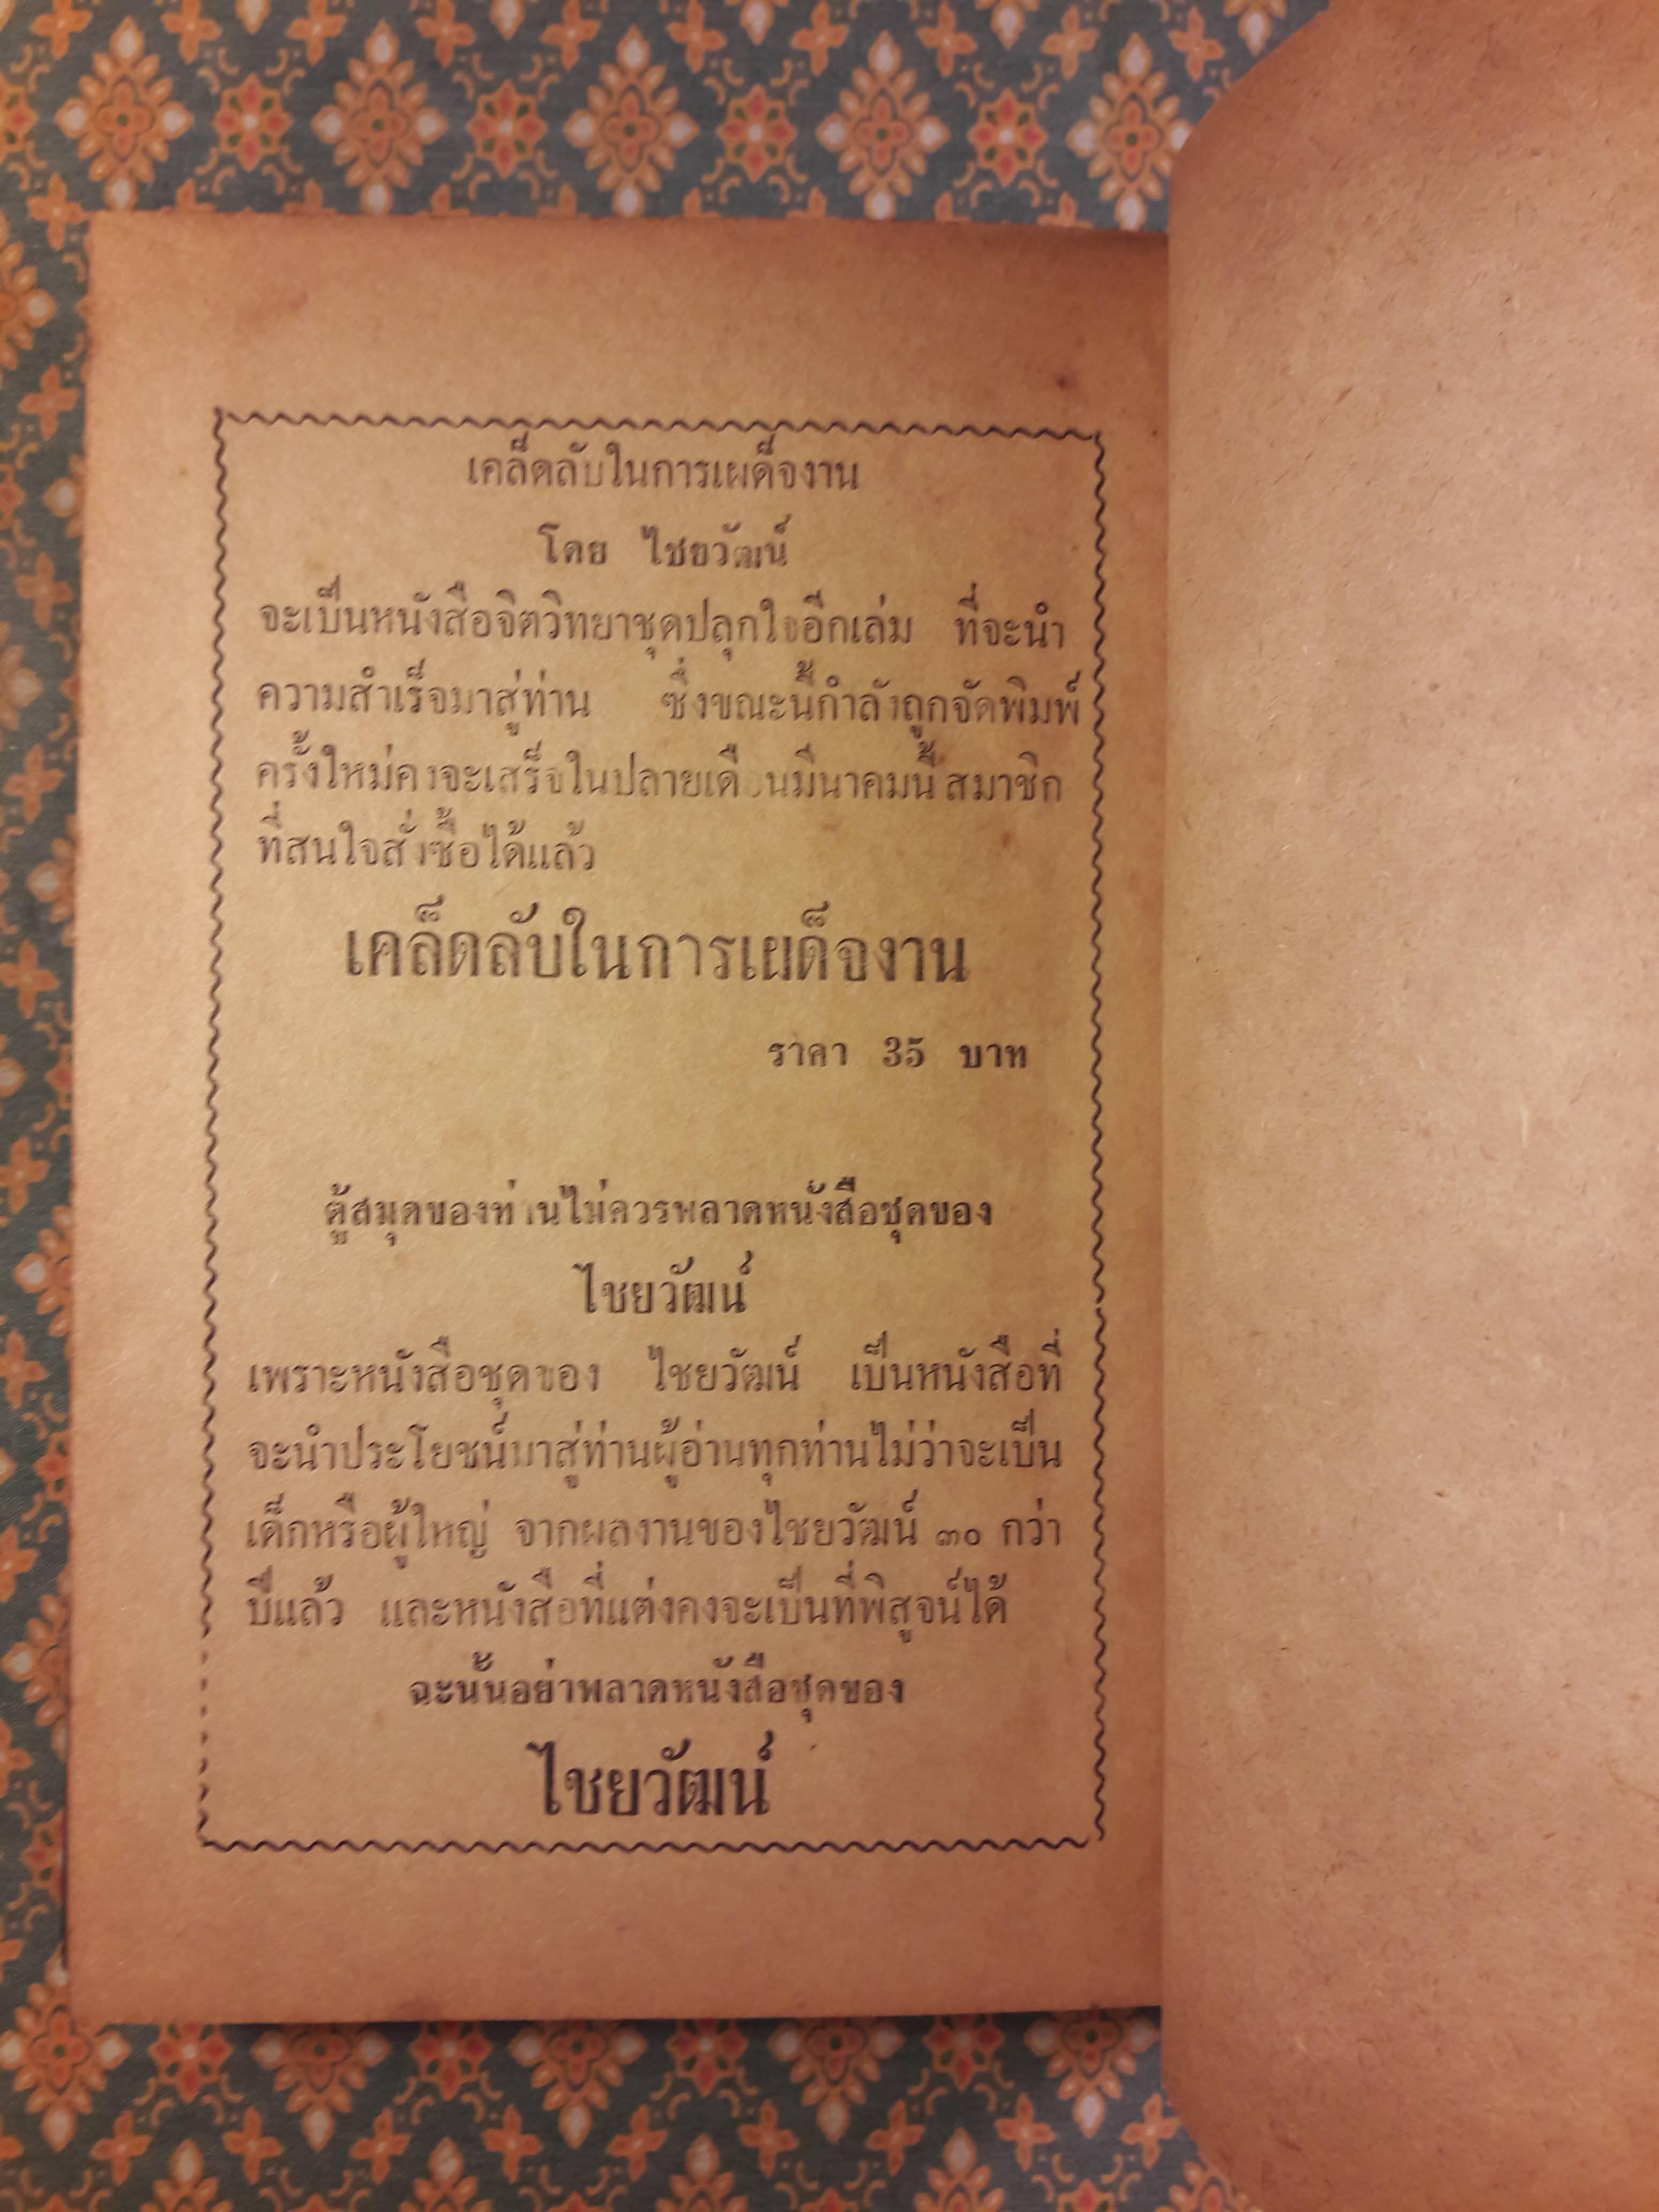 เคล็ดลับในการเผด็จงาน
โดย ไชยวัฒน์
จะเป็นหนังสือจิตวิทยาชุดปลุกใจอีกเล่ม ที่จะนำ
ความสำเร็จมาสู่ท่าน ซึ่งขณะนี้กำลังถูกจัดพิมพ์
ครั้งใหม่คงจะเสร็จในปลายเดือนมีนาคมนี้ สมาชิก
ที่สนใจสั่งซื้อได้แล้ว
เคล็ดลับในการเผด็จงาน
ราคา 35 บาท
ตู้สมุดของท่านไม่ควรพลาดหนังสือชุดของ
ไชยวัฒน์
เพราะหนังสือชุดของ ไชยวัฒน์ เป็นหนังสือที่
จะนำประโยชน์มาสู่ท่านผู้อ่านทุกท่านไม่ว่าจะเป็น
เด็กหรือผู้ใหญ่ จากผลงานของไชยวัฒน์ ๓๐ กว่า
ปีแล้ว และหนังสือที่แต่งคงจะเป็นที่พิสูจน์ได้
ฉะนั้นอย่าพลาดหนังสือชุดของ
ไชยวัฒน์